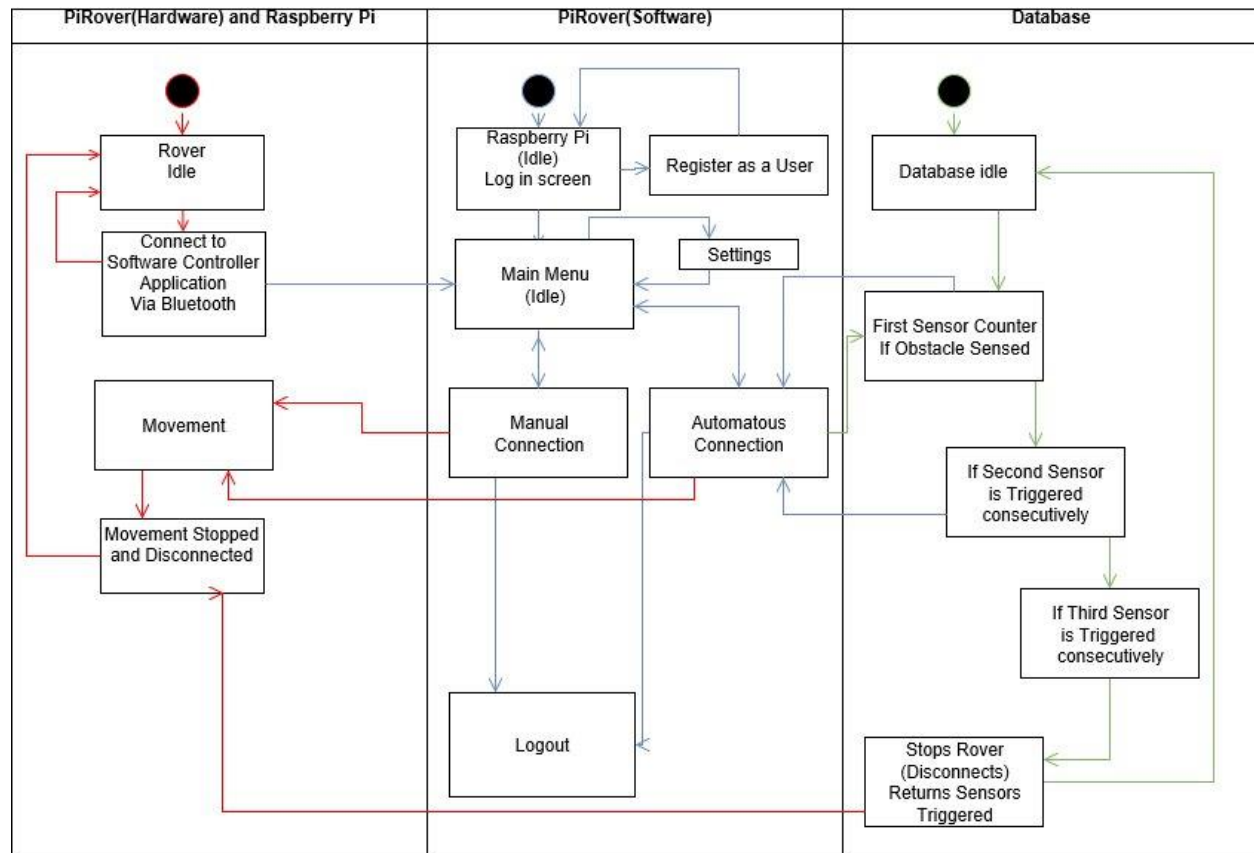 PiRover(Hardware) and Raspberry Pi
PiRover(Software)
Database
Rover
Idle
Connect to
Software Controller
Application
Via Bluetooth
Movement
Movement Stopped
and Disconnected
Raspberry Pi
(Idle)
Log in screen
Register as a User
Settings
Main Menu
(Idle)
Manual
Connection
Automatous
Connection
Logout
Database idle
First Sensor Counter
If Obstacle Sensed
If Second Sensor
is Triggered
consecutively
If Third Sensor
is Triggered
consecutively
Stops Rover
(Disconnects)
Returns Sensors
Triggered